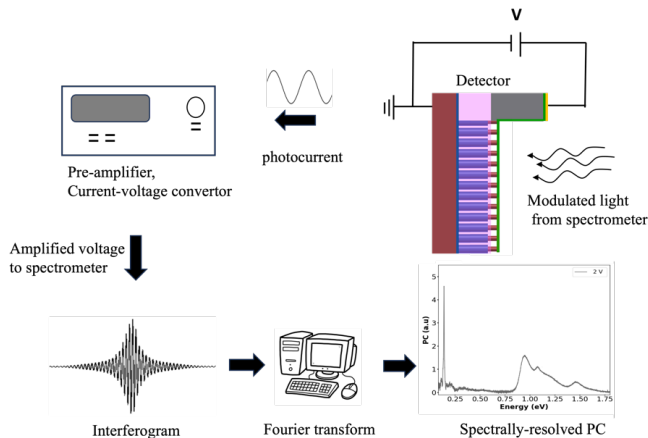 V
Detector
photocurrent
Pre-amplifier,
Current-voltage convertor
Modulated light
from spectrometer
Amplified voltage
to spectrometer
2 V
PC (a.u)
5
4
3
2
1
0
0.25 0.50 0.75 1.00 1.25 1.50 1.75
Energy (eV)
Interferogram
Fourier transform
Spectrally-resolved PC